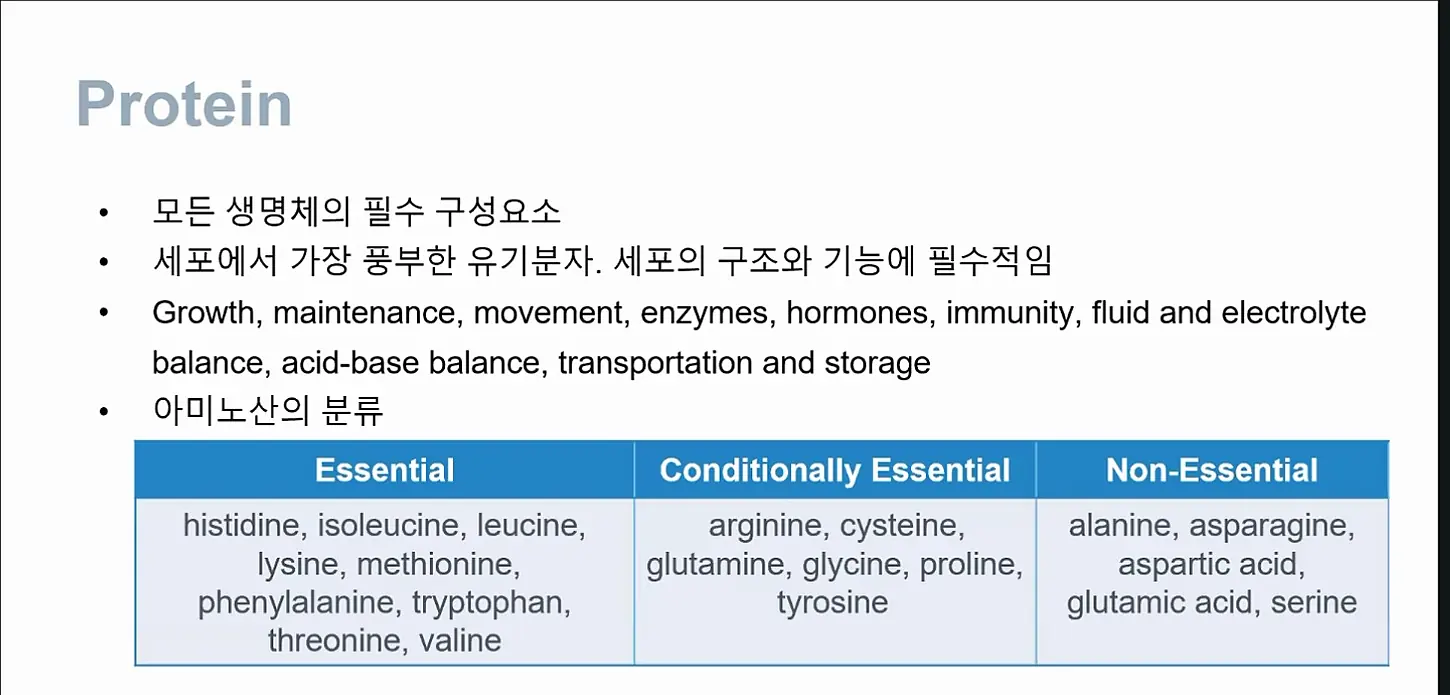 Protein
• 모든 생명체의 필수 구성요소
• 세포에서 가장 풍부한 유기분자. 세포의 구조와 기능에 필수적임
• Growth, maintenance, movement, enzymes, hormones, immunity, fluid and electrolyte
balance, acid-base balance, transportation and storage
• 아미노산의 분류
Essential
histidine, isoleucine, leucine,
lysine, methionine,
phenylalanine, tryptophan,
threonine, valine
Conditionally Essential
arginine, cysteine,
glutamine, glycine, proline,
tyrosine
Non-Essential
alanine, asparagine,
aspartic acid,
glutamic acid, serine